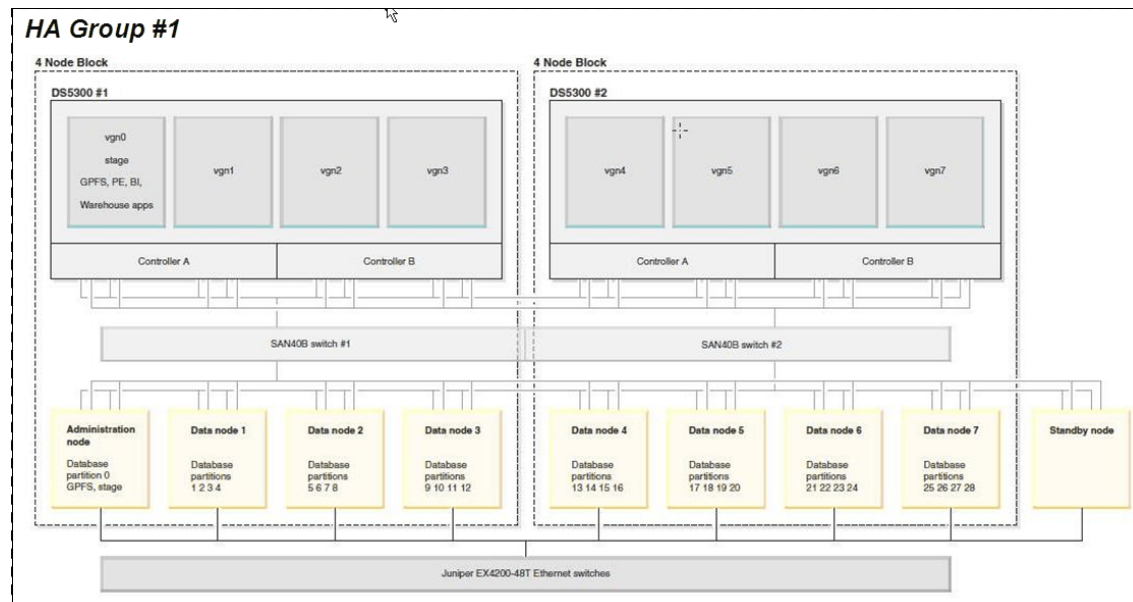 HA Group #1
4 Node Block
4 Node Block
DS5300 #1
DS5300 #2
vgn0
stage
GPFS, PE, BI,
Warehouse apps
vgn1
vgn2
vgn3
vgn4
vgn5
vgn6
vgn7
Controller A
Controller B
Controller A
Controller B
SAN40B switch #1
SAN40B switch #2
Administration
node
Database
partition 0
GPFS, stage
Data node 1
Database
partitions
1 2 3 4
Data node 2
Database
partitions
5 6 7 8
Data node 3
Database
partitions
9 10 11 12
Data node 4
Database
partitions
13 14 15 16
Data node 5
Database
partitions
17 18 19 20
Data node 6
Database
partitions
21 22 23 24
Data node 7
Database
partitions
25 26 27 28
Standby node
Juniper EX4200-48T Ethernet switches